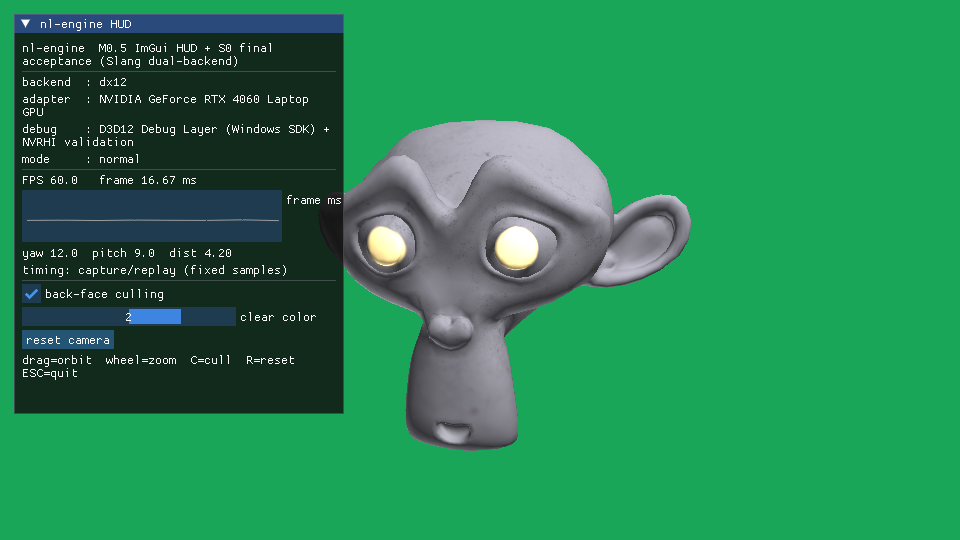 nl-engine HUD
nl-engine  M0.5 ImGui HUD + S0 final
acceptance (Slang dual-backend)
backend  : dx12
adapter  : NVIDIA GeForce RTX 4060 Laptop
GPU
debug    : D3D12 Debug Layer (Windows SDK) +
NVRHI validation
mode     : normal
FPS 60.0   frame 16.67 ms
frame ms
yaw 12.0  pitch 9.0  dist 4.20
timing: capture/replay (fixed samples)
back-face culling
2 clear color
reset camera
drag=orbit  wheel=zoom  C=cull  R=reset
ESC=quit